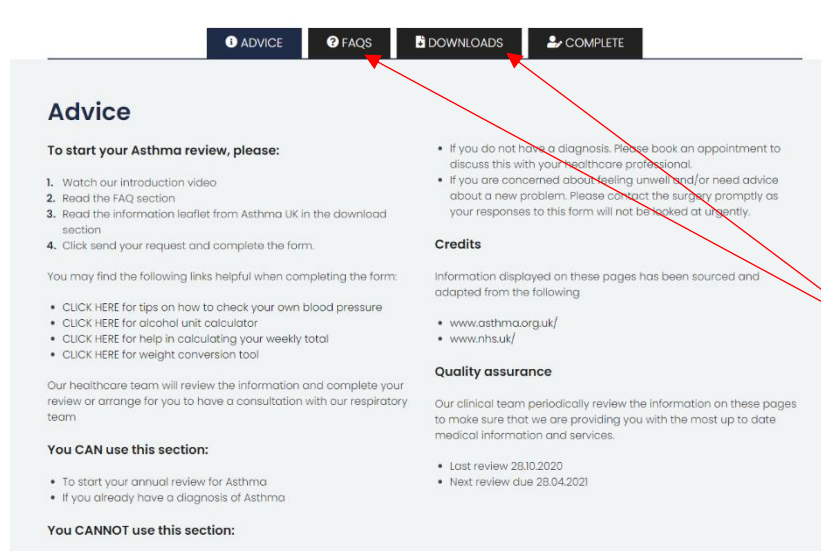 ADVICE
FAQS
DOWNLOADS
COMPLETE
Advice
To start your Asthma review, please:
1. Watch our introduction video
2. Read the FAQ section
3. Read the information leaflet from Asthma UK in the download
section
4. Click send your request and complete the form.
You may find the following links helpful when completing the form:
• CLICK HERE for tips on how to check your own blood pressure
• CLICK HERE for alcohol unit calculator
• CLICK HERE for help in calculating your weekly total
• CLICK HERE for weight conversion tool
Our healthcare team will review the information and complete your
review or arrange for you to have a consultation with our respiratory
team
You CAN use this section:
• To start your annual review for Asthma
• If you already have a diagnosis of Asthma
You CANNOT use this section:
• If you do not have a diagnosis. Please book an appointment to
discuss this with your healthcare professional.
• If you are concerned about feeling unwell and/or need advice
about a new problem. Please contact the surgery promptly as
your responses to this form will not be looked at urgently.
Credits
Information displayed on these pages has been sourced and
adapted from the following
• www.asthma.org.uk/
• www.nhs.uk/
Quality assurance
Our clinical team periodically review the information on these pages
to make sure that we are providing you with the most up to date
medical information and services.
• Last review 28.10.2020
• Next review due 28.04.2021